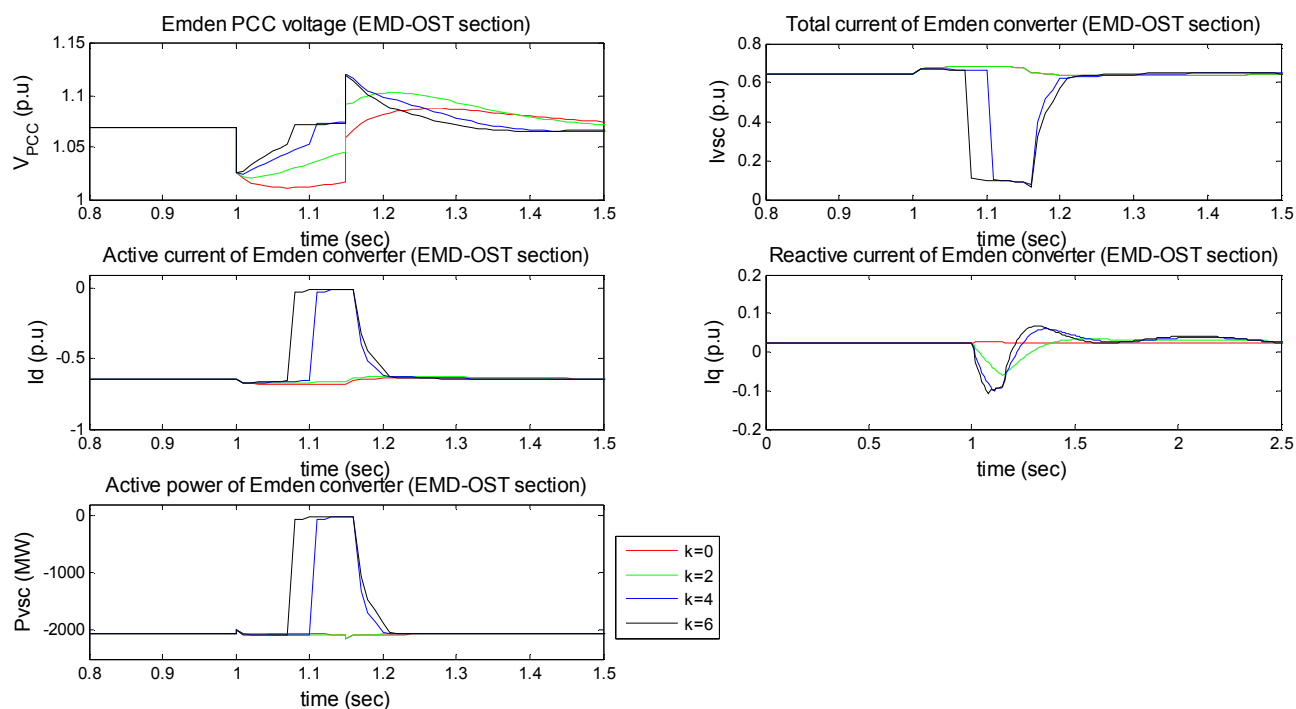 Emden PCC voltage (EMD-OST section)
1.15
1.1
1.05
1
V_PCC (p.u)
0.8 0.9 1 1.1 1.2 1.3 1.4 1.5
time (sec)
Total current of Emden converter (EMD-OST section)
0.8
0.6
0.4
0.2
0
Ivsc (p.u)
0.8 0.9 1 1.1 1.2 1.3 1.4 1.5
time (sec)
Active current of Emden converter (EMD-OST section)
0
-0.5
-1
Id (p.u)
0.8 0.9 1 1.1 1.2 1.3 1.4 1.5
time (sec)
Reactive current of Emden converter (EMD-OST section)
0.2
0.1
0
-0.1
-0.2
Iq (p.u)
0 0.5 1 1.5 2 2.5
time (sec)
Active power of Emden converter (EMD-OST section)
0
-1000
-2000
Pvsc (MW)
0.8 0.9 1 1.1 1.2 1.3 1.4 1.5
time (sec)
k=0
k=2
k=4
k=6